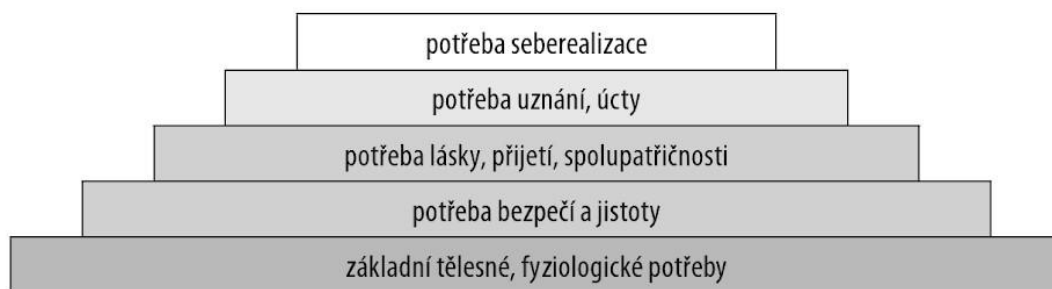 potřeba seberealizace
potřeba uznání, úcty
potřeba lásky, přijetí, spolupatřičnosti
potřeba bezpečí a jistoty
základní tělesné, fyziologické potřeby